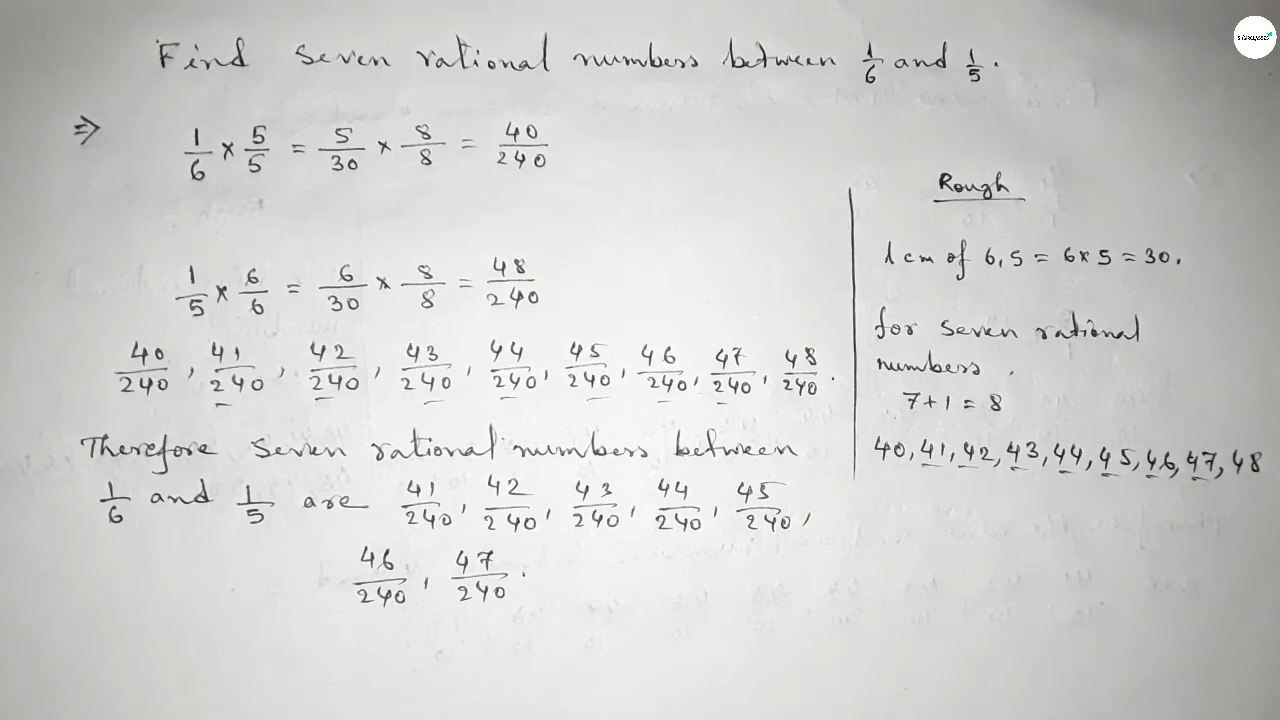 Find seven rational numbers between 1/6 and 1/5.
⇒ 1/6 × 5/5 = 5/30 × 8/8 = 40/240
1/5 × 6/6 = 6/30 × 8/8 = 48/240
40/240, 41/240, 42/240, 43/240, 44/240, 45/240, 46/240, 47/240, 48/240.
Therefore seven rational numbers between
1/6 and 1/5 are 41/240, 42/240, 43/240, 44/240, 45/240,
46/240, 47/240.
Rough
lcm of 6,5 = 6×5 = 30.
for seven rational
numbers.
7+1 = 8
40, 41, 42, 43, 44, 45, 46, 47, 48